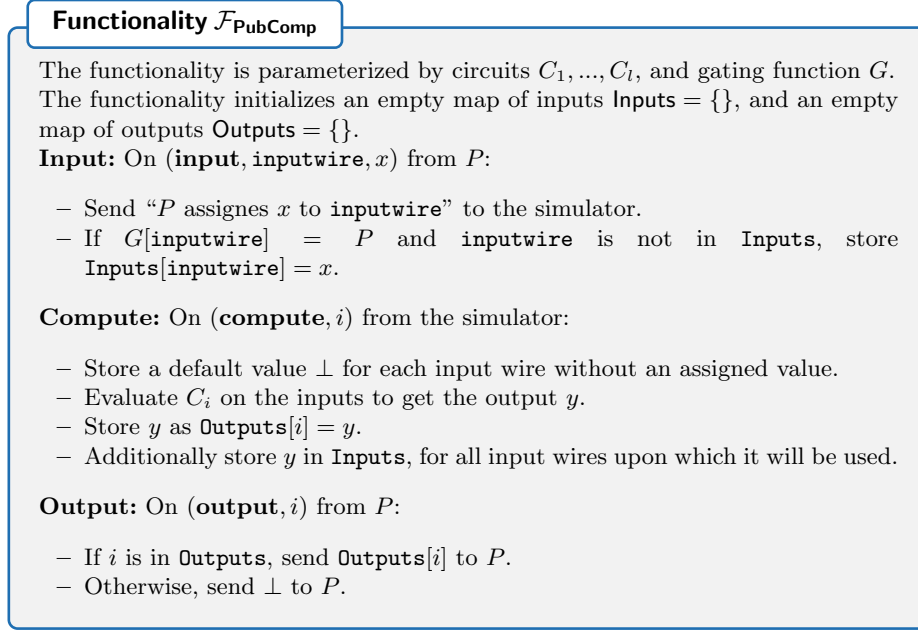 Functionality F_PubComp
The functionality is parameterized by circuits C₁, ..., Cₗ, and gating function G.
The functionality initializes an empty map of inputs Inputs = {}, and an empty
map of outputs Outputs = {}.
Input: On (input, inputwire, x) from P:
– Send “P assignes x to inputwire” to the simulator.
– If G[inputwire] = P and inputwire is not in Inputs, store
Inputs[inputwire] = x.
Compute: On (compute, i) from the simulator:
– Store a default value ⊥ for each input wire without an assigned value.
– Evaluate Cᵢ on the inputs to get the output y.
– Store y as Outputs[i] = y.
– Additionally store y in Inputs, for all input wires upon which it will be used.
Output: On (output, i) from P:
– If i is in Outputs, send Outputs[i] to P.
– Otherwise, send ⊥ to P.